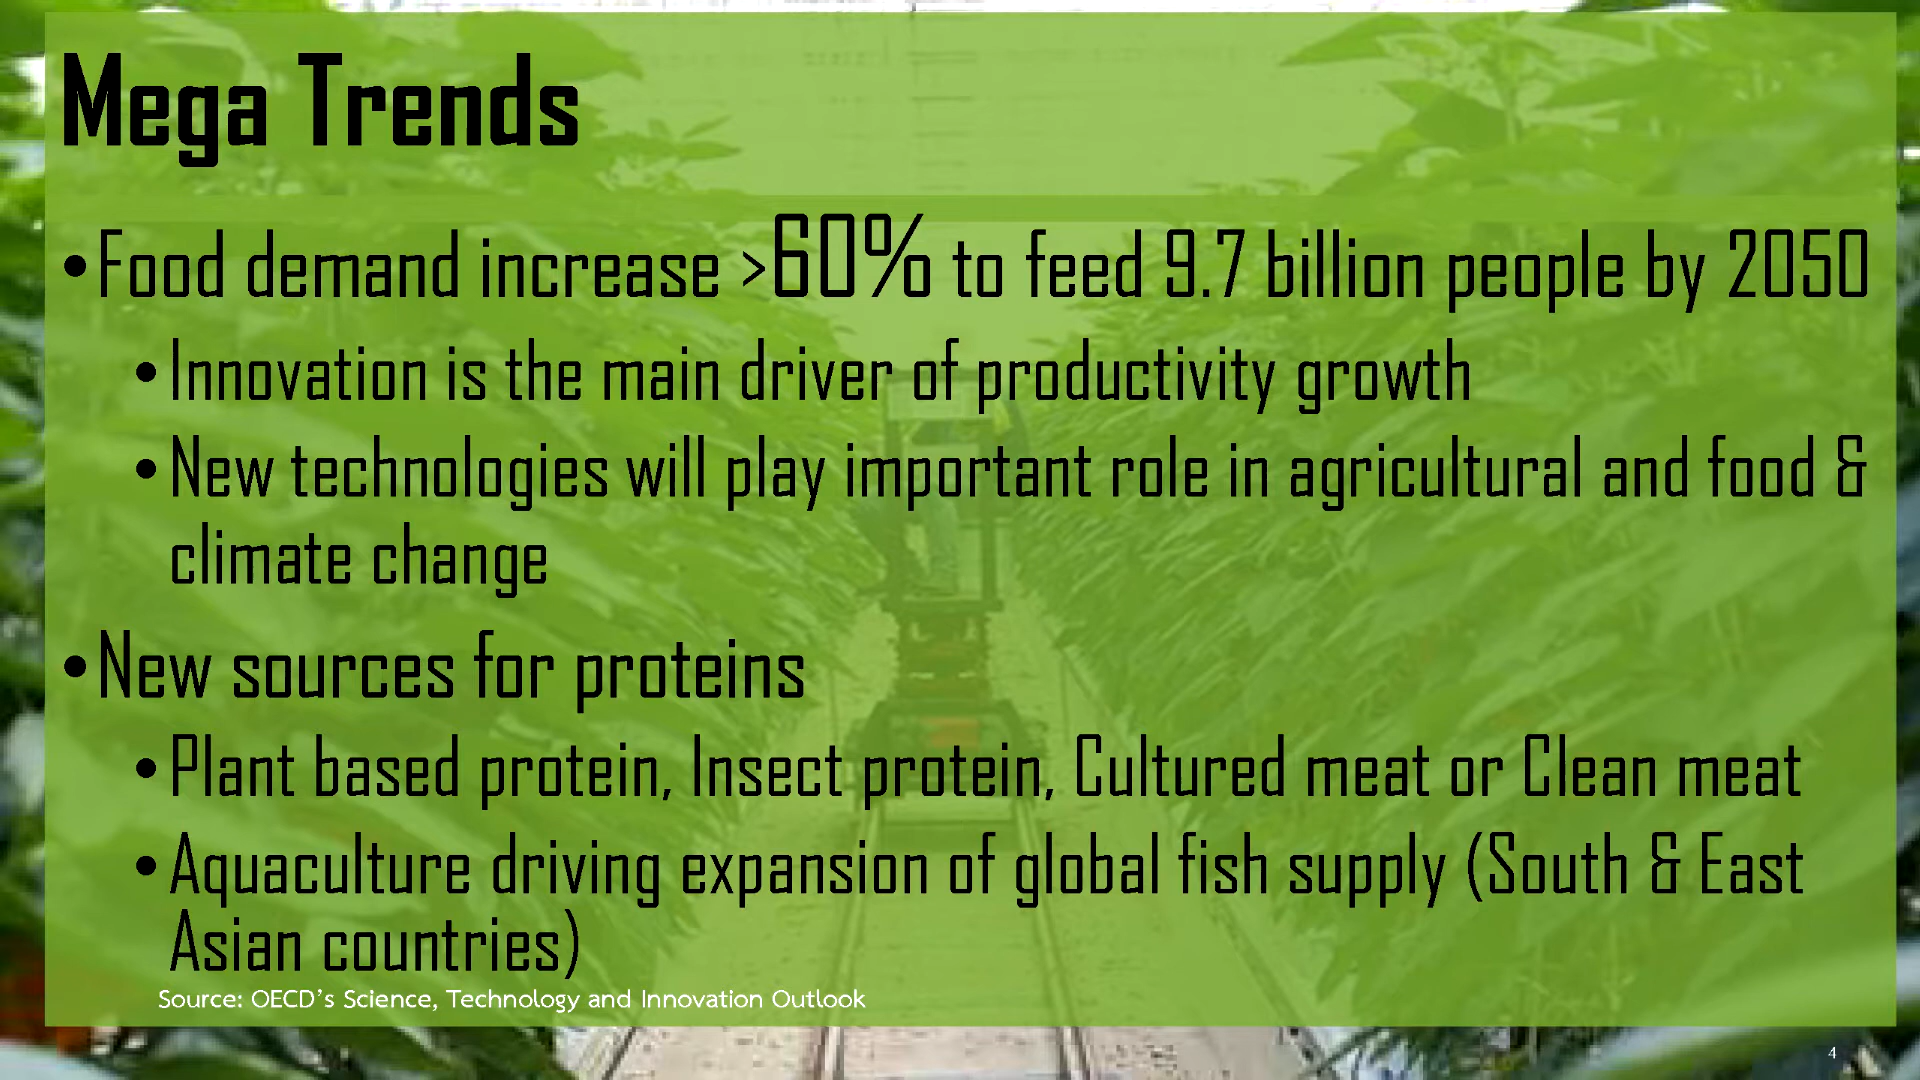 Mega Trends
•Food demand increase >60% to feed 9.7 billion people by 2050
•Innovation is the main driver of productivity growth
•New technologies will play important role in agricultural and food &
climate change
•New sources for proteins
•Plant based protein, Insect protein, Cultured meat or Clean meat
•Aquaculture driving expansion of global fish supply (South & East
Asian countries)
Source: OECD's Science, Technology and Innovation Outlook
4